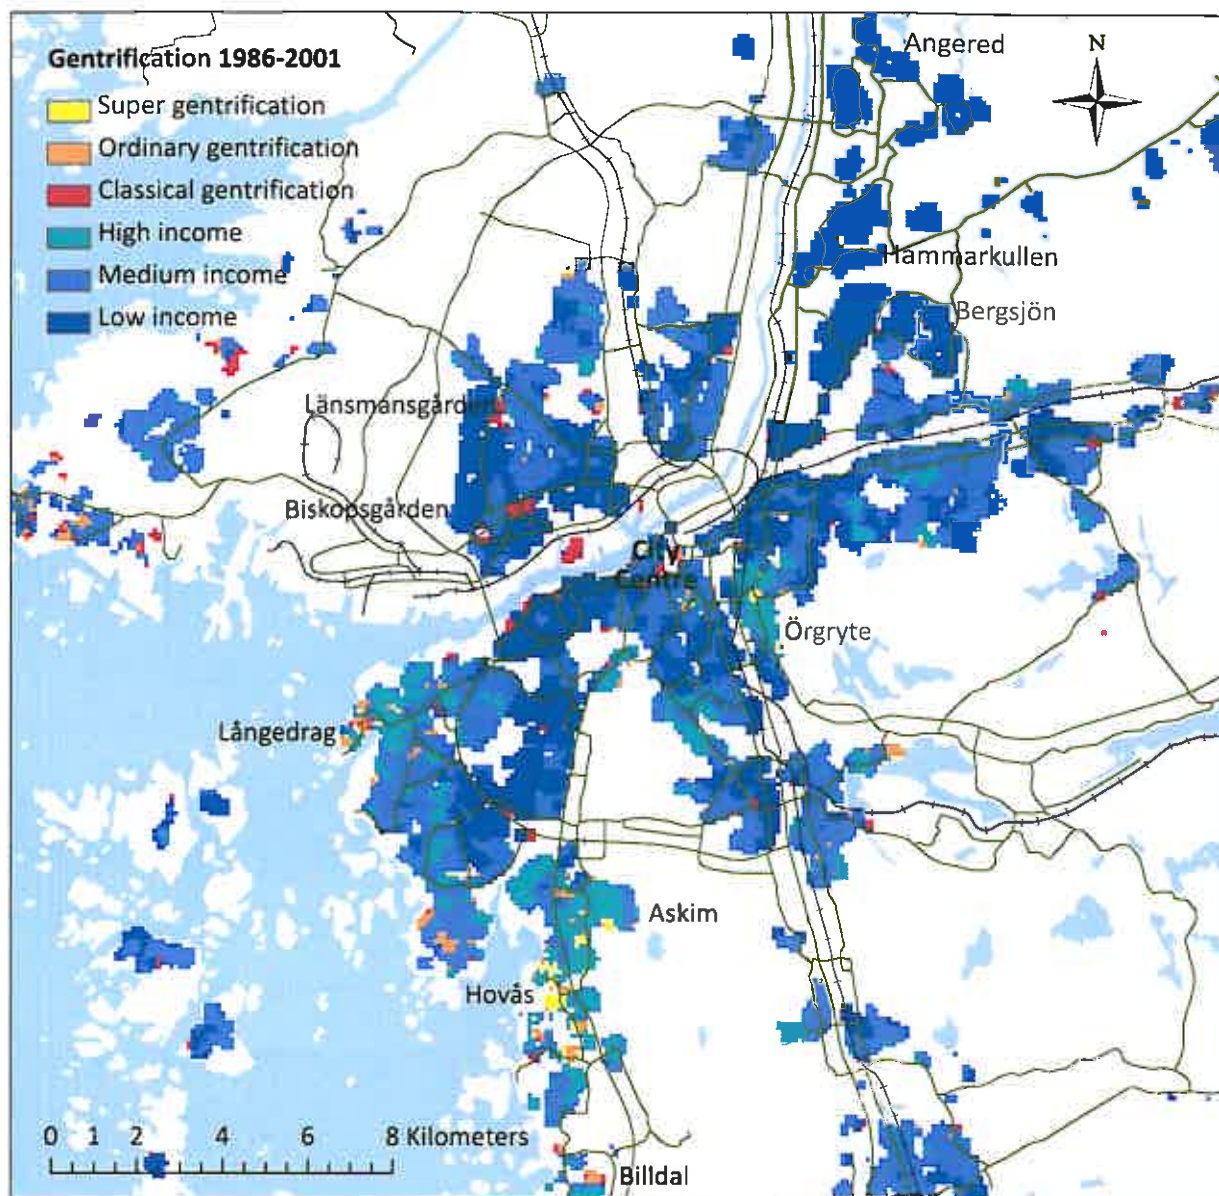 Gentrification 1986-2001
Super gentrification
Ordinary gentrification
Classical gentrification
High income
Medium income
Low income
Angered
N
Hammarkullen
Bergsjön
Länsmansgården
Biskopsgården
City
Centre
Örgryte
Långedrag
Askim
Hovås
0 1 2 4 6 8 Kilometers
Billdal